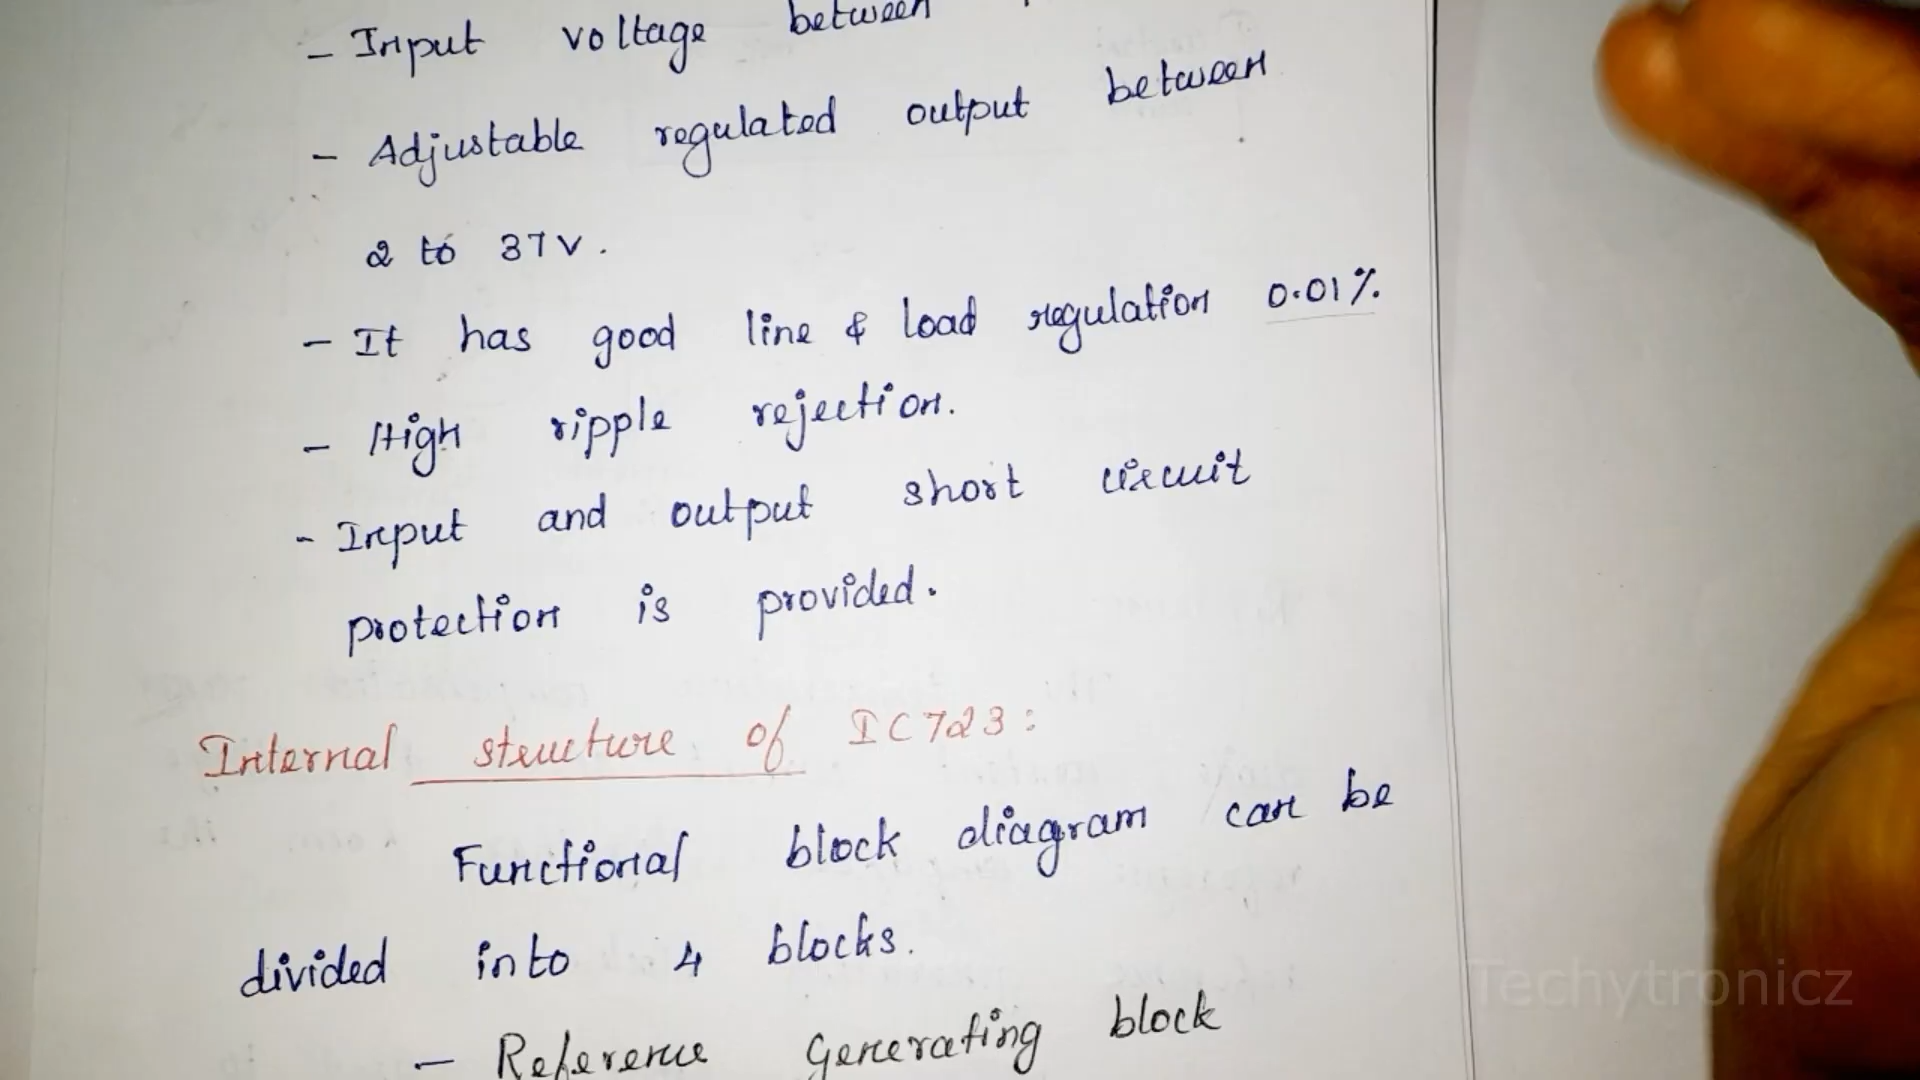 - Input voltage between
- Adjustable regulated output between
2 to 37V.
- It has good line & load regulation 0.01%
- High ripple rejection.
- Input and output short circuit
protection is provided.
Internal structure of IC723:
Functional block diagram can be
divided into 4 blocks.
- Reference Generating block
Techytronicz